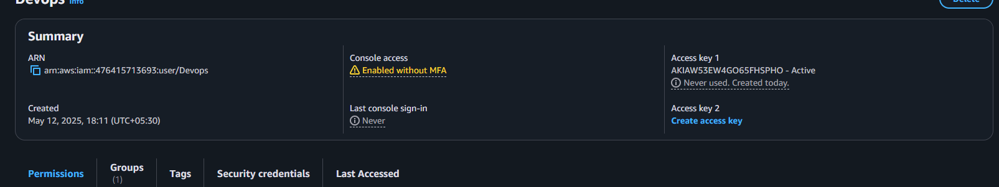 Devops Info
Delete
Summary
ARN
arn:aws:iam::476415713693:user/Devops
Created
May 12, 2025, 18:11 (UTC+05:30)
Console access
Enabled without MFA
Last console sign-in
Never
Access key 1
AKIAW53EW4GO65FHSPHO - Active
Never used. Created today.
Access key 2
Create access key
Permissions
Groups
(1)
Tags
Security credentials
Last Accessed